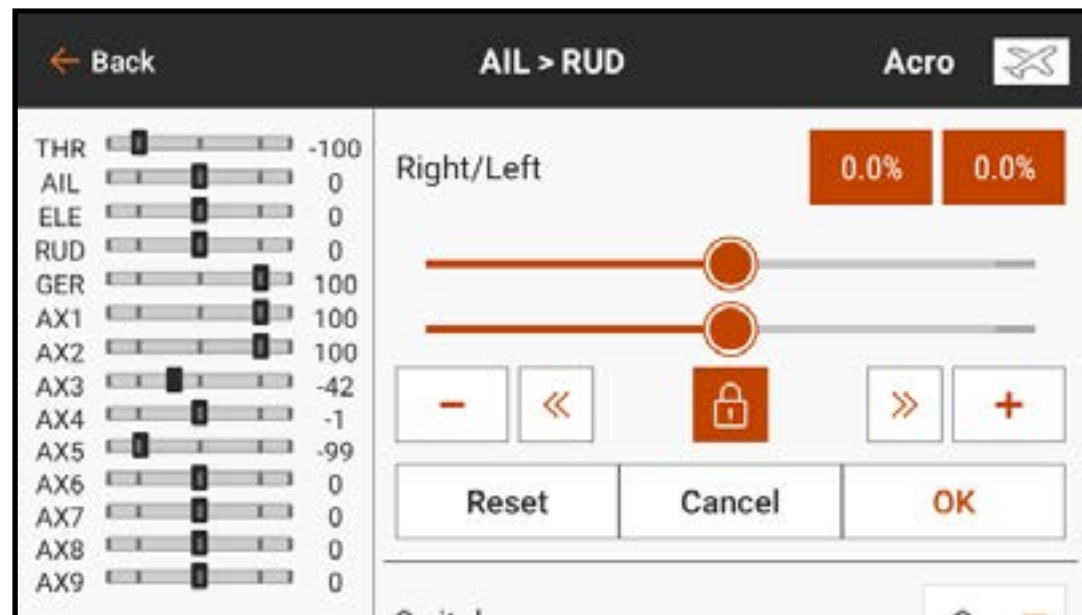 Back AIL > RUD Acro
THR -100
AIL 0
ELE 0
RUD 0
GER 100
AX1 100
AX2 100
AX3 -42
AX4 -1
AX5 -99
AX6 0
AX7 0
AX8 0
AX9 0
Right/Left 0.0% 0.0%
Reset Cancel OK